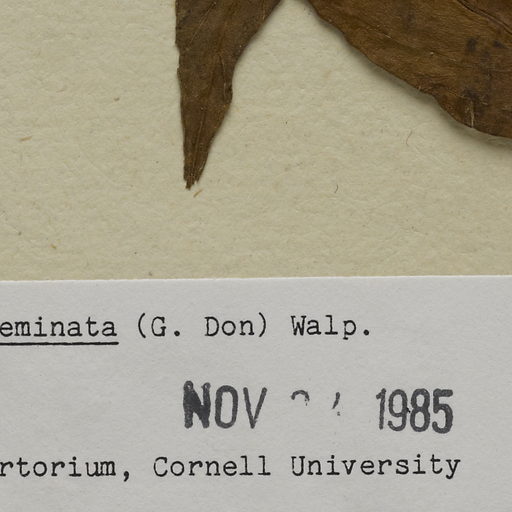 eminata (G. Don) Walp.
NOV 1985
rtorium, Cornell University